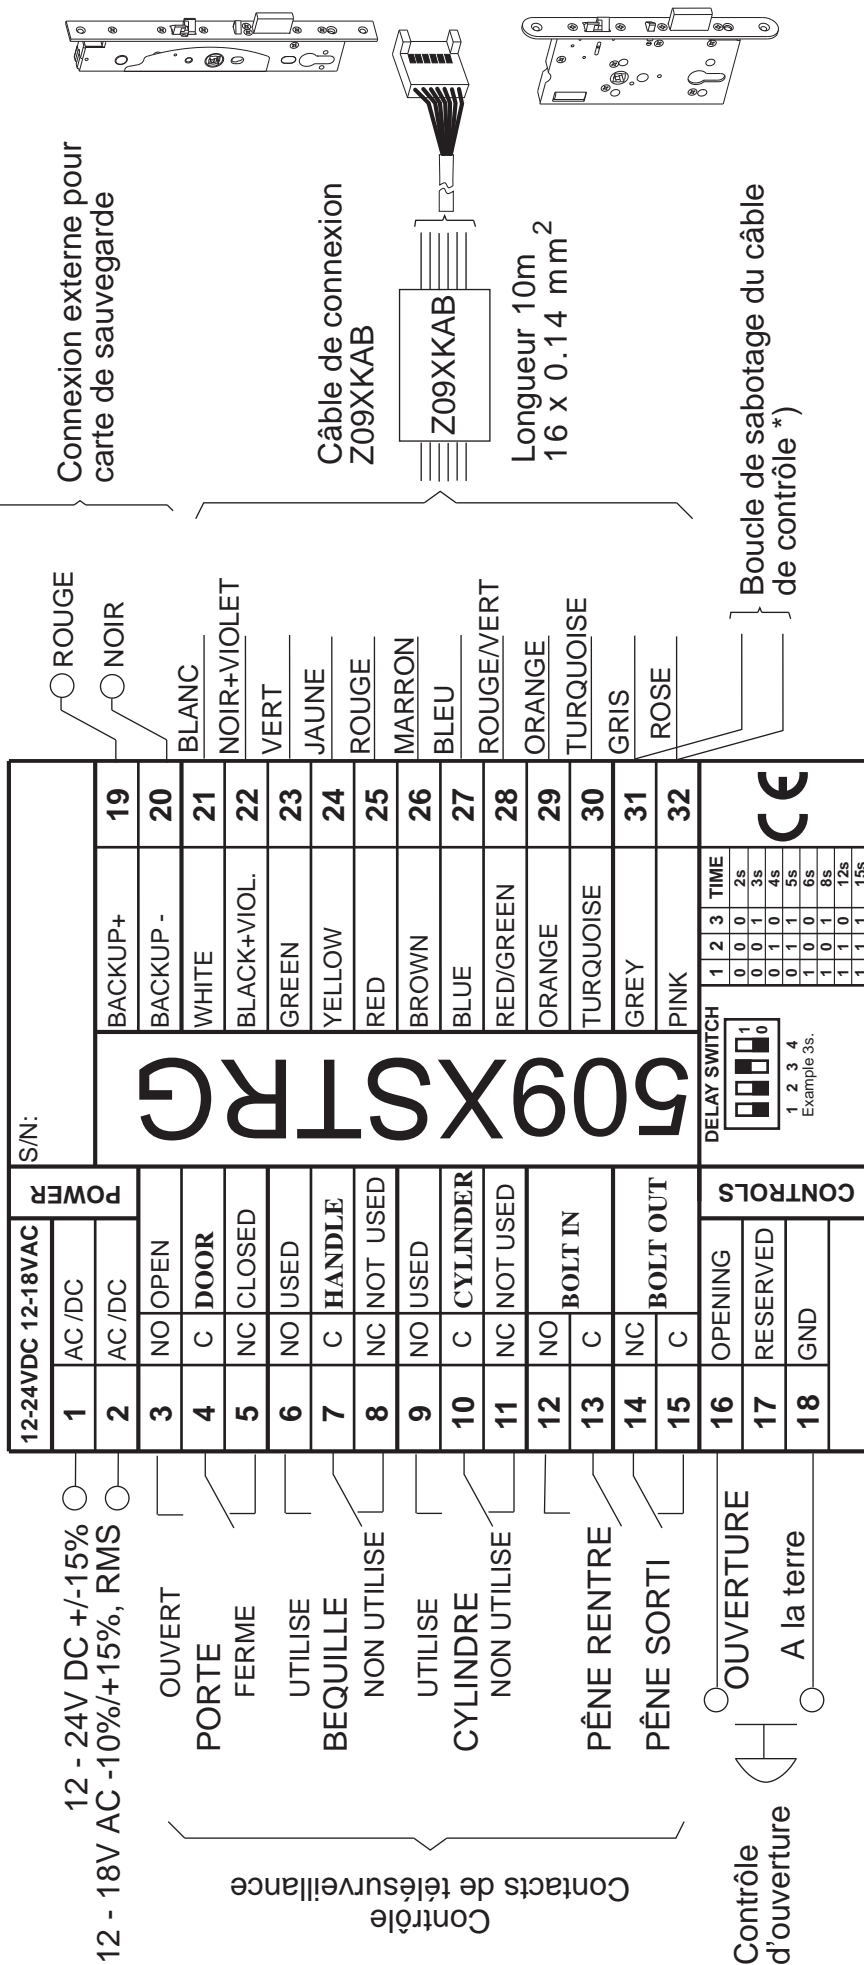 12 - 24V DC +/-15%
12 - 18V AC -10%/+15%, RMS
OUVERT
PORTE
FERME
UTILISE
BEQUILLE
NON UTILISE
UTILISE
CYLINDRE
NON UTILISE
PÊNE RENTRE
PÊNE SORTI
OUVERTURE
A la terre
Contrôle
Contacts de télésurveillance
Contrôle
d'ouverture
12-24VDC 12-18VAC
POWER
S/N:
1 AC /DC
2 AC /DC
3 NO OPEN
4 C DOOR
5 NC CLOSED
6 NO USED
7 C HANDLE
8 NC NOT USED
9 NO USED
10 C CYLINDER
11 NC NOT USED
12 NO
BOLT IN
13 C
14 NC
BOLT OUT
15 C
16 OPENING
17 RESERVED
18 GND
CONTROLS
509XSTRG
BACKUP+ 19
BACKUP - 20
WHITE 21
BLACK+VIOL. 22
GREEN 23
YELLOW 24
RED 25
BROWN 26
BLUE 27
RED/GREEN 28
ORANGE 29
TURQUOISE 30
GREY 31
PINK 32
DELAY SWITCH
1
0
1 2 3 4
Example 3s.
1 2 3 TIME
0 0 0 2s
0 0 1 3s
0 1 0 4s
0 1 1 5s
1 0 0 6s
1 0 1 8s
1 1 0 12s
1 1 1 15s
CE
ROUGE
NOIR
BLANC
NOIR+VIOLET
VERT
JAUNE
ROUGE
MARRON
BLEU
ROUGE/VERT
ORANGE
TURQUOISE
GRIS
ROSE
Connexion externe pour
carte de sauvegarde
Câble de connexion
Z09XKAB
Z09XKAB
Longueur 10m
16 x 0.14 mm²
Boucle de sabotage du câble
de contrôle *)